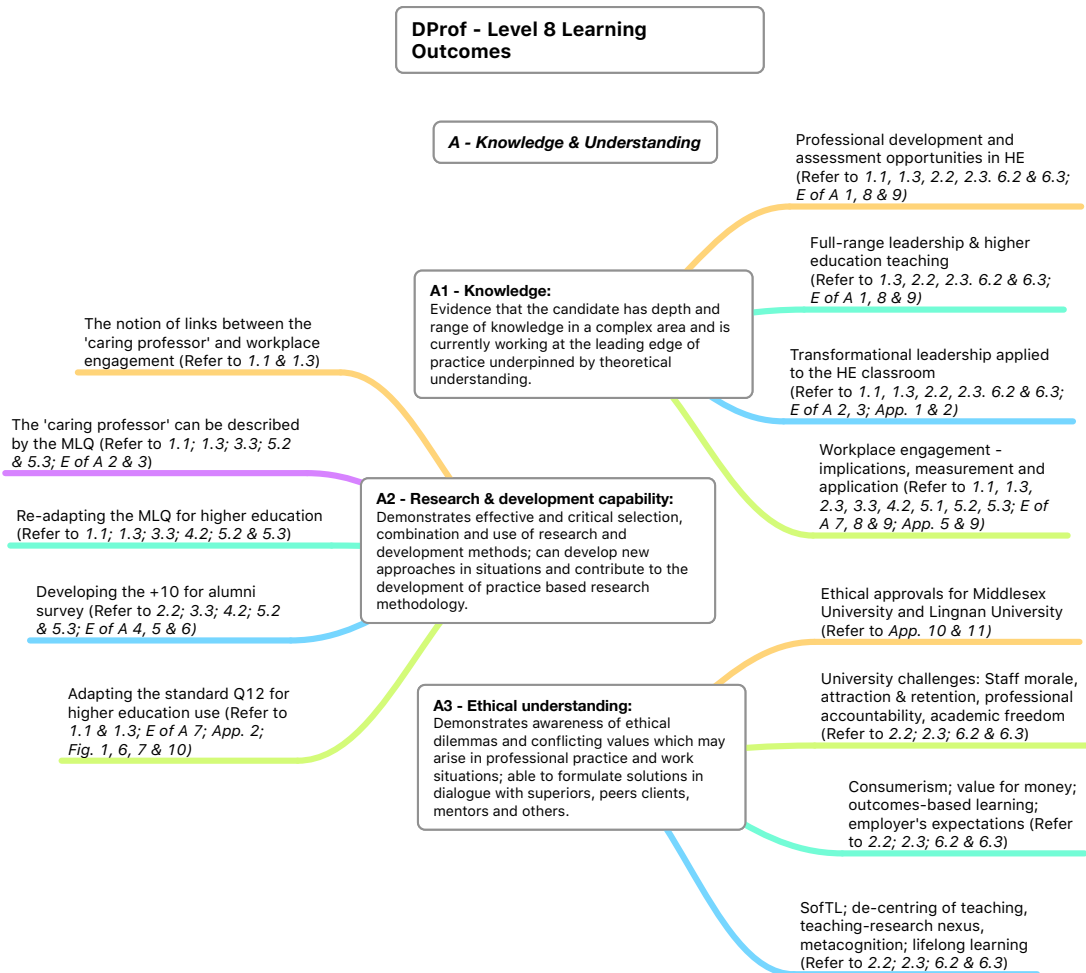 DProf - Level 8 Learning
Outcomes
A - Knowledge & Understanding
A1 - Knowledge:
Evidence that the candidate has depth and
range of knowledge in a complex area and is
currently working at the leading edge of
practice underpinned by theoretical
understanding.
Professional development and
assessment opportunities in HE
(Refer to 1.1, 1.3, 2.2, 2.3. 6.2 & 6.3;
E of A 1, 8 & 9)
Full-range leadership & higher
education teaching
(Refer to 1.3, 2.2, 2.3. 6.2 & 6.3;
E of A 1, 8 & 9)
Transformational leadership applied
to the HE classroom
(Refer to 1.1, 1.3, 2.2, 2.3. 6.2 & 6.3;
E of A 2, 3; App. 1 & 2)
Workplace engagement -
implications, measurement and
application (Refer to 1.1, 1.3,
2.3, 3.3, 4.2, 5.1, 5.2, 5.3; E of
A 7, 8 & 9; App. 5 & 9)
A2 - Research & development capability:
Demonstrates effective and critical selection,
combination and use of research and
development methods; can develop new
approaches in situations and contribute to the
development of practice based research
methodology.
The notion of links between the
'caring professor' and workplace
engagement (Refer to 1.1 & 1.3)
The 'caring professor' can be described
by the MLQ (Refer to 1.1; 1.3; 3.3; 5.2
& 5.3; E of A 2 & 3)
Re-adapting the MLQ for higher education
(Refer to 1.1; 1.3; 3.3; 4.2; 5.2 & 5.3)
Developing the +10 for alumni
survey (Refer to 2.2; 3.3; 4.2; 5.2
& 5.3; E of A 4, 5 & 6)
Adapting the standard Q12 for
higher education use (Refer to
1.1 & 1.3; E of A 7; App. 2;
Fig. 1, 6, 7 & 10)
A3 - Ethical understanding:
Demonstrates awareness of ethical
dilemmas and conflicting values which may
arise in professional practice and work
situations; able to formulate solutions in
dialogue with superiors, peers clients,
mentors and others.
Ethical approvals for Middlesex
University and Lingnan University
(Refer to App. 10 & 11)
University challenges: Staff morale,
attraction & retention, professional
accountability, academic freedom
(Refer to 2.2; 2.3; 6.2 & 6.3)
Consumerism; value for money;
outcomes-based learning;
employer's expectations (Refer
to 2.2; 2.3; 6.2 & 6.3)
SofTL; de-centring of teaching,
teaching-research nexus,
metacognition; lifelong learning
(Refer to 2.2; 2.3; 6.2 & 6.3)